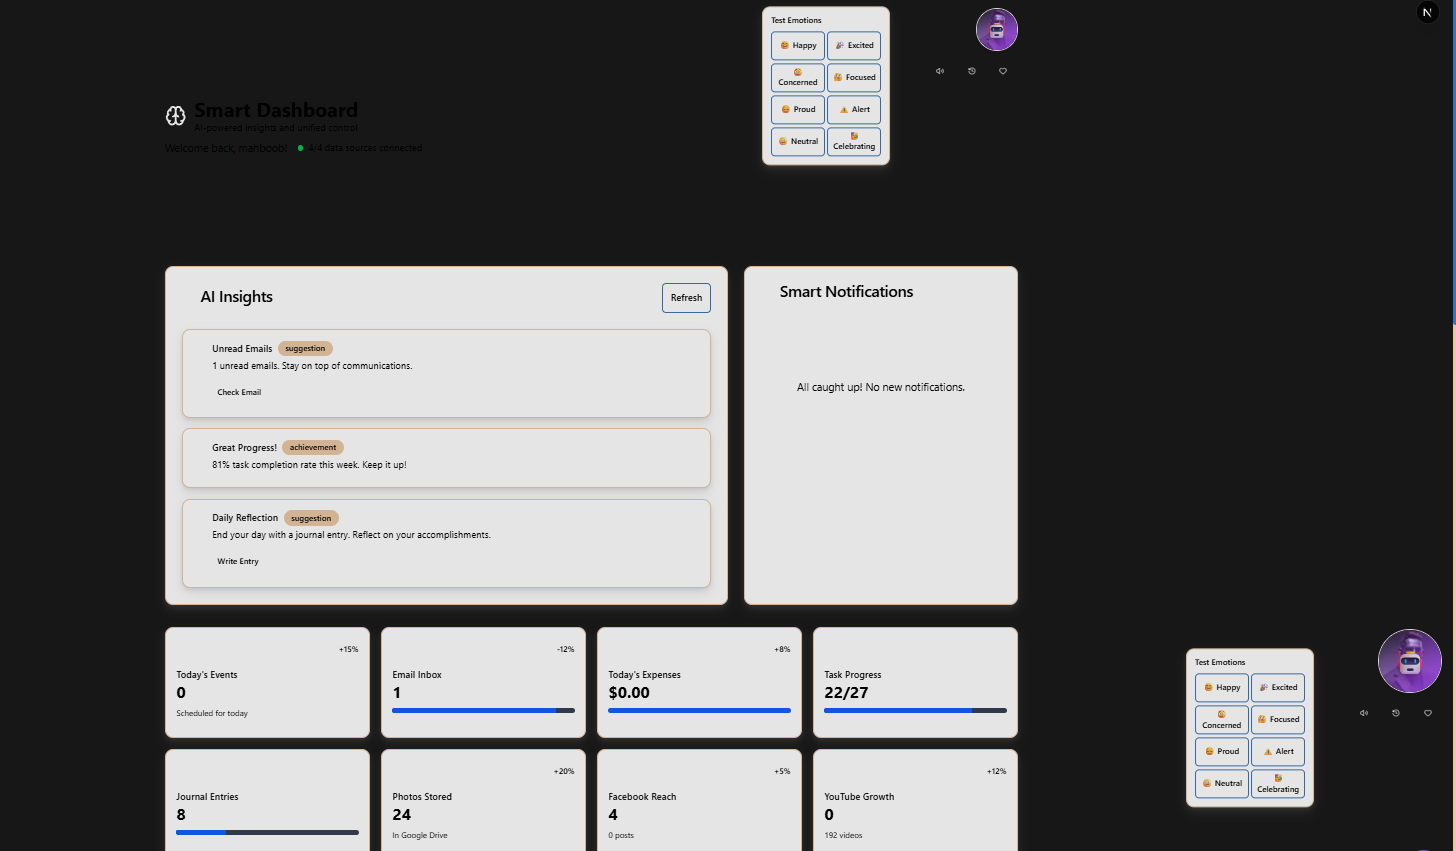 Test Emotions
😊 Happy
🎉 Excited
Concerned
Focused
Proud
⚠️ Alert
Neutral
Celebrating
N
Smart Dashboard
AI-powered insights and unified control
Welcome back, mahboob!
4/4 data sources connected
AI Insights
Refresh
Unread Emails suggestion
1 unread emails. Stay on top of communications.
Check Email
Great Progress! achievement
81% task completion rate this week. Keep it up!
Daily Reflection suggestion
End your day with a journal entry. Reflect on your accomplishments.
Write Entry
Smart Notifications
All caught up! No new notifications.
+15%
Today's Events
0
Scheduled for today
-12%
Email Inbox
1
+8%
Today's Expenses
$0.00
Task Progress
22/27
Journal Entries
8
+20%
Photos Stored
24
In Google Drive
+5%
Facebook Reach
4
0 posts
+12%
YouTube Growth
0
192 videos
Test Emotions
Happy
Excited
Concerned
Focused
Proud
Alert
Neutral
Celebrating